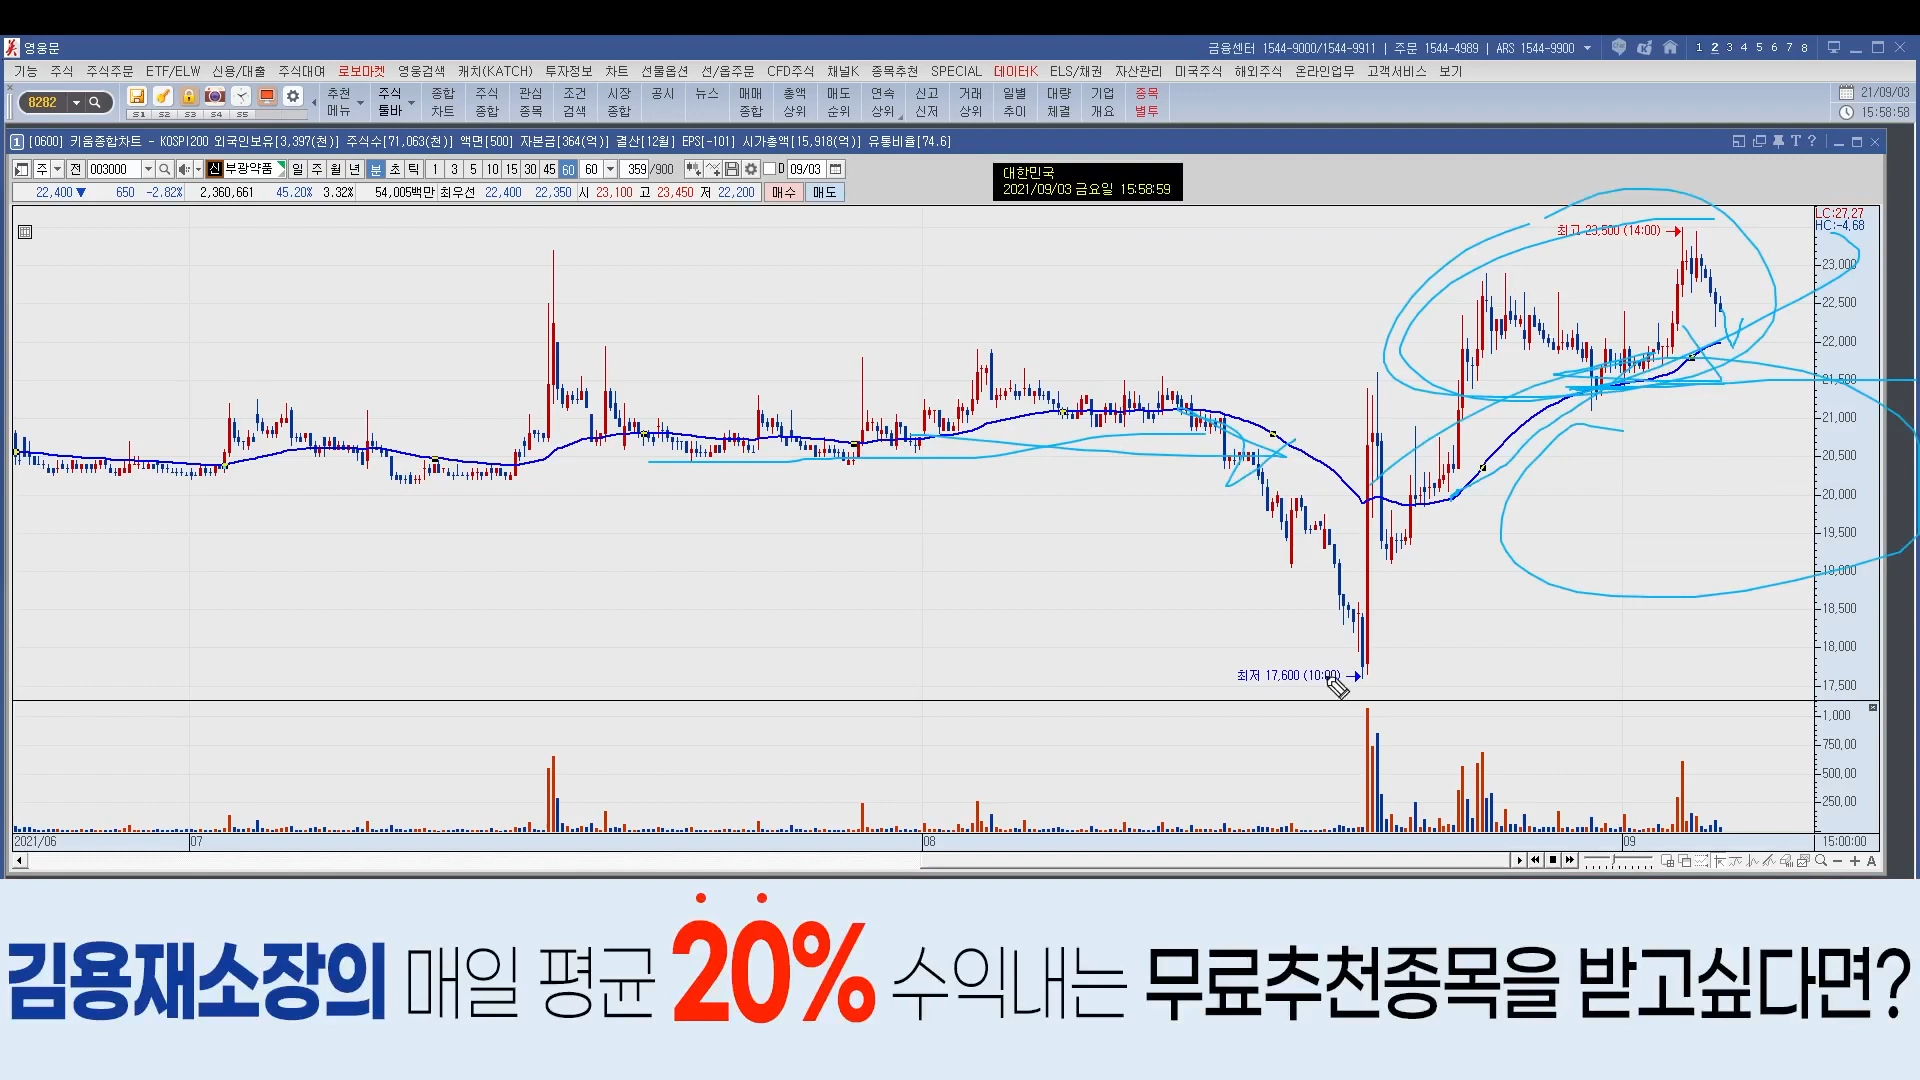 영웅문
금융센터 1544-9000/1544-9911 | 주문 1544-4989 | ARS 1544-9900
1 2 3 4 5 6 7 8
기능 주식 주식주문 ETF/ELW 신용/대출 주식대여 로보마켓 영웅검색 캐치(KATCH) 투자정보 차트 선물옵션 선/옵주문 CFD주식 채널K 종목추천 SPECIAL 데이터K ELS/채권 자산관리 미국주식 해외주식 온라인업무 고객서비스 보기
8282 S1 S2 S3 S4 S5
추천 주식 종합 주식 관심 조건 시장 공시 뉴스 매매 총액 매도 연속 신고 거래 일별 대량 기업 종목
메뉴 툴바 차트 종합 종목 검색 종합 종합 상위 순위 상위 신저 상위 추이 체결 개요 별투
21/09/03
15:58:58
1 [0600] 키움종합차트 - KOSPI200 외국인보유[3,397(천)] 주식수[71,063(천)] 액면[500] 자본금[364(억)] 결산[12월] EPS[-101] 시가총액[15,918(억)] 유통비율[74.6]
주 전 003000 신 부광약품 일 주 월 년 분 초 틱 1 3 5 10 15 30 45 60 60 359 /900 D 09/03
22,400 ▼ 650 -2.82% 2,360,661 45.20% 3.32% 54,005백만 최우선 22,400 22,350 시 23,100 고 23,450 저 22,200 매수 매도
대한민국
2021/09/03 금요일 15:58:59
LC:27,27
HC:-4,68
최고 23,500 (14:00)
23,000
22,500
22,000
21,500
21,000
20,500
20,000
19,500
19,000
18,500
18,000
최저 17,600 (10:00)
17,500
1,000
750,00
500,00
250,00
2021/06 07 08 09 15:00:00
김용재소장의 매일 평균 20% 수익내는 무료추천종목을 받고싶다면?